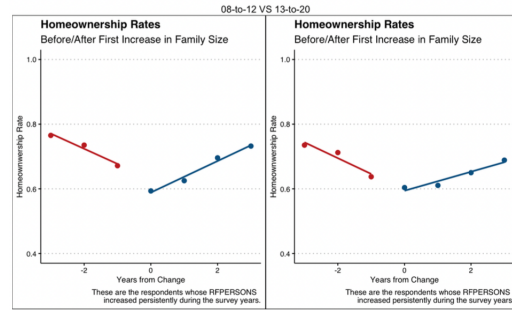 08-to-12 VS 13-to-20
Homeownership Rates
Before/After First Increase in Family Size
1.0
0.8
0.6
0.4
Homeownwership Rate
-2
0
2
Years from Change
These are the respondents whose RFPERSONS
increased persistently during the survey years.
Homeownership Rates
Before/After First Increase in Family Size
1.0
0.8
0.6
0.4
Homeownwership Rate
-2
0
2
Years from Change
These are the respondents whose RFPERSONS
increased persistently during the survey years.